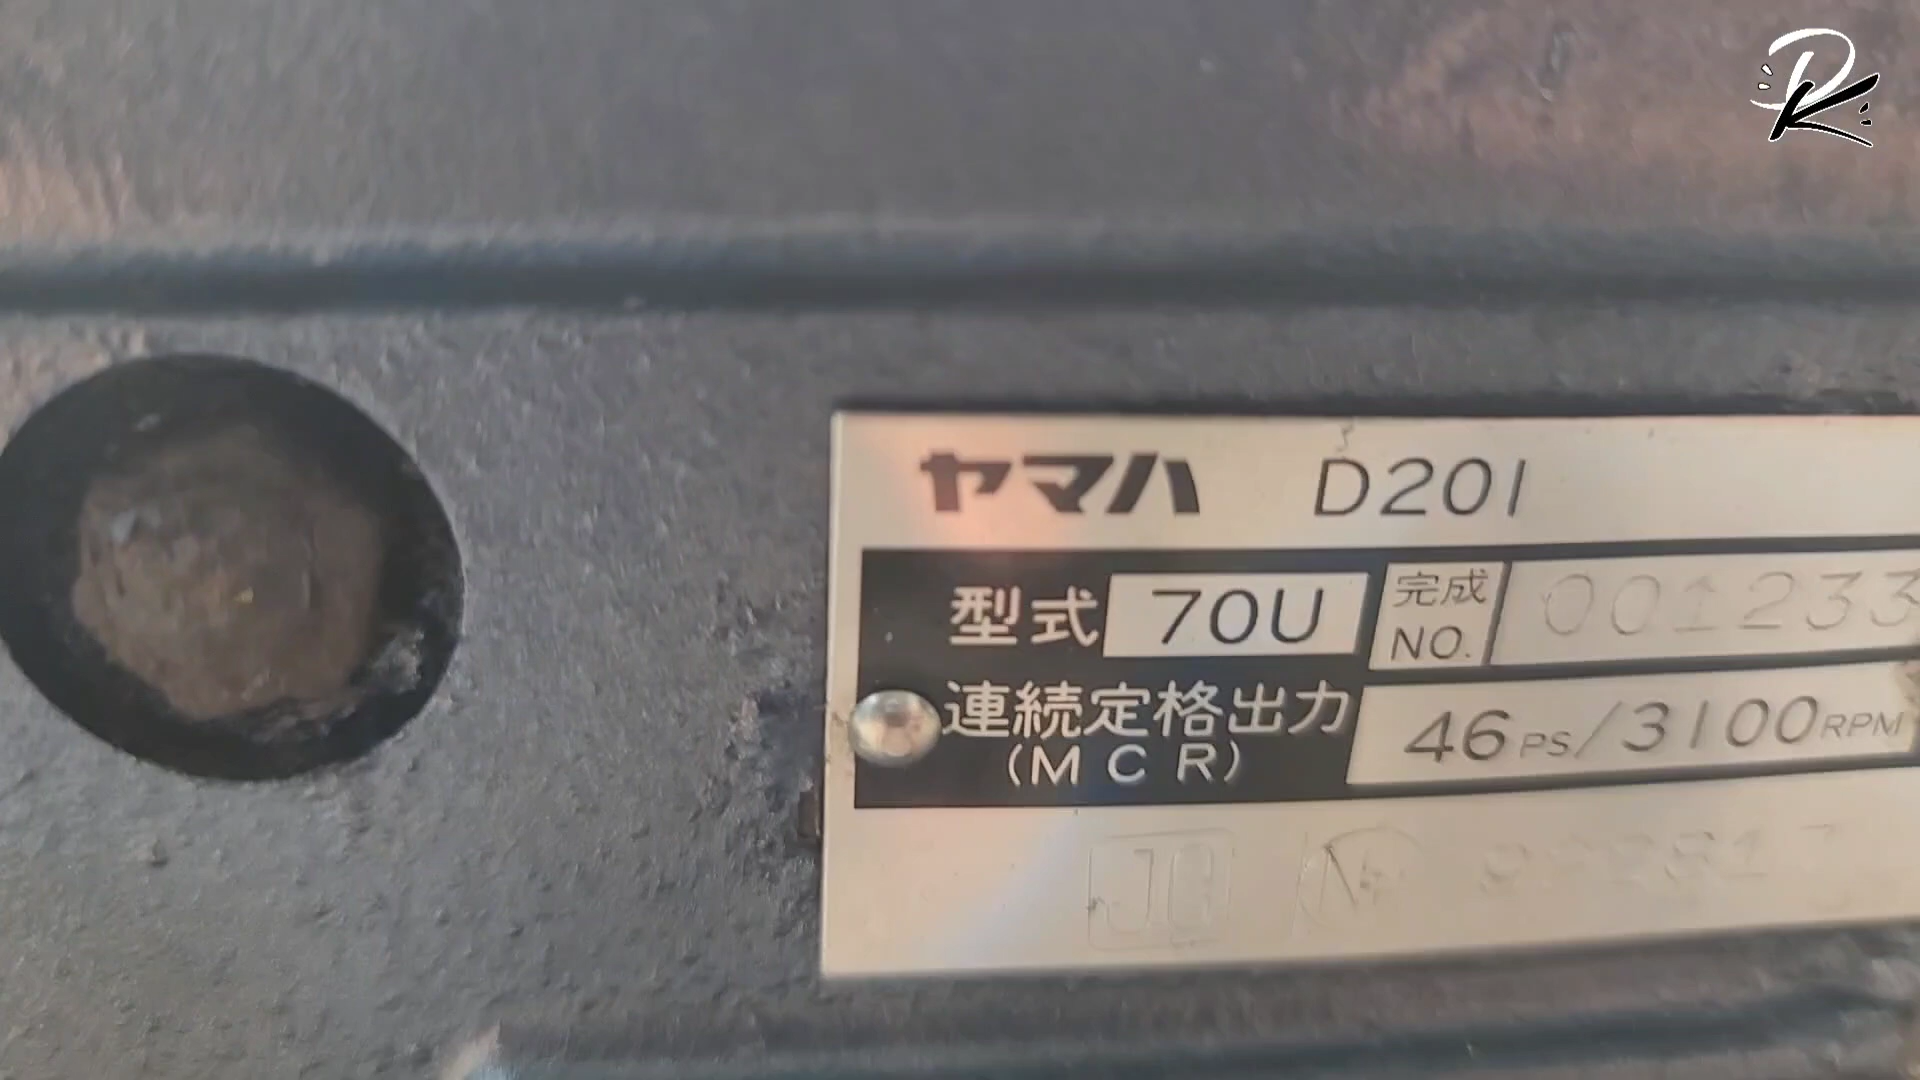 ヤマハ D201
型式 70U 完成 NO. 001233
連続定格出力 (MCR) 46PS/3100RPM